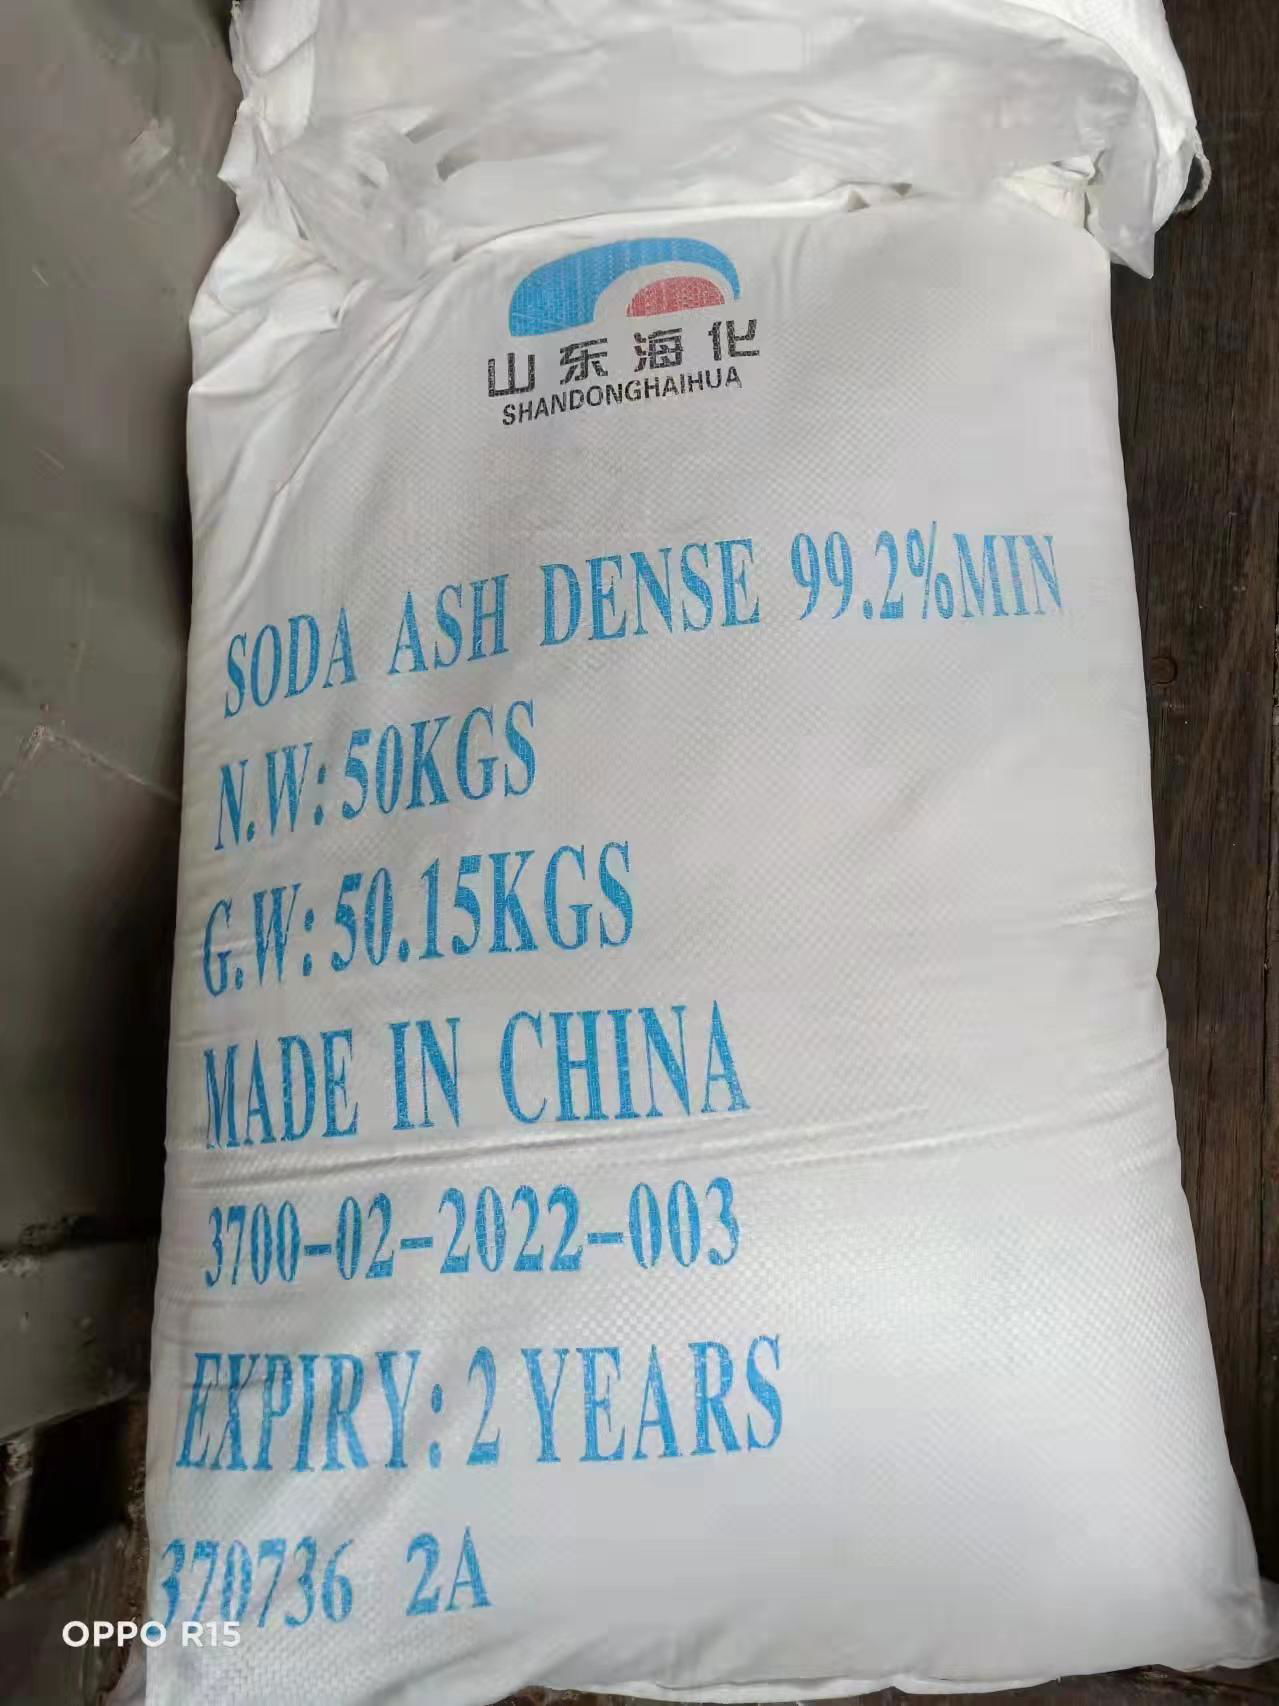 山东海化
SHANDONGHAIHUA
SODA ASH DENSE 99.2%MIN
N.W:50KGS
G.W:50.15KGS
MADE IN CHINA
3700-02-2022-003
EXPIRY:2 YEARS
370736 2A
OPPO R15